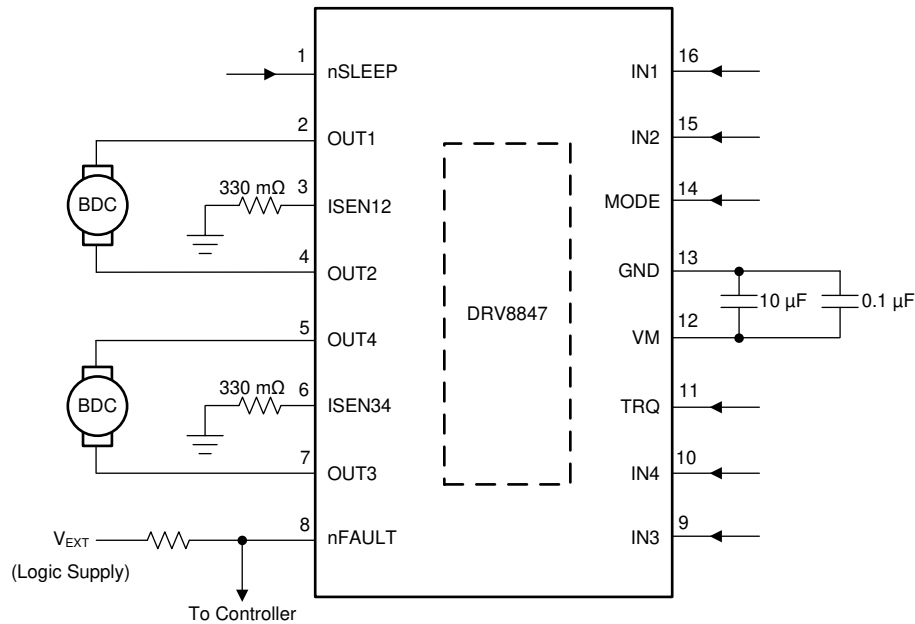 1
nSLEEP
2
OUT1
BDC
330 mΩ
3
ISEN12
4
OUT2
5
OUT4
BDC
330 mΩ
6
ISEN34
7
OUT3
V_EXT
8
nFAULT
(Logic Supply)
To Controller
DRV8847
IN1
16
IN2
15
MODE
14
GND
13
10 µF
0.1 µF
VM
12
TRQ
11
IN4
10
IN3
9